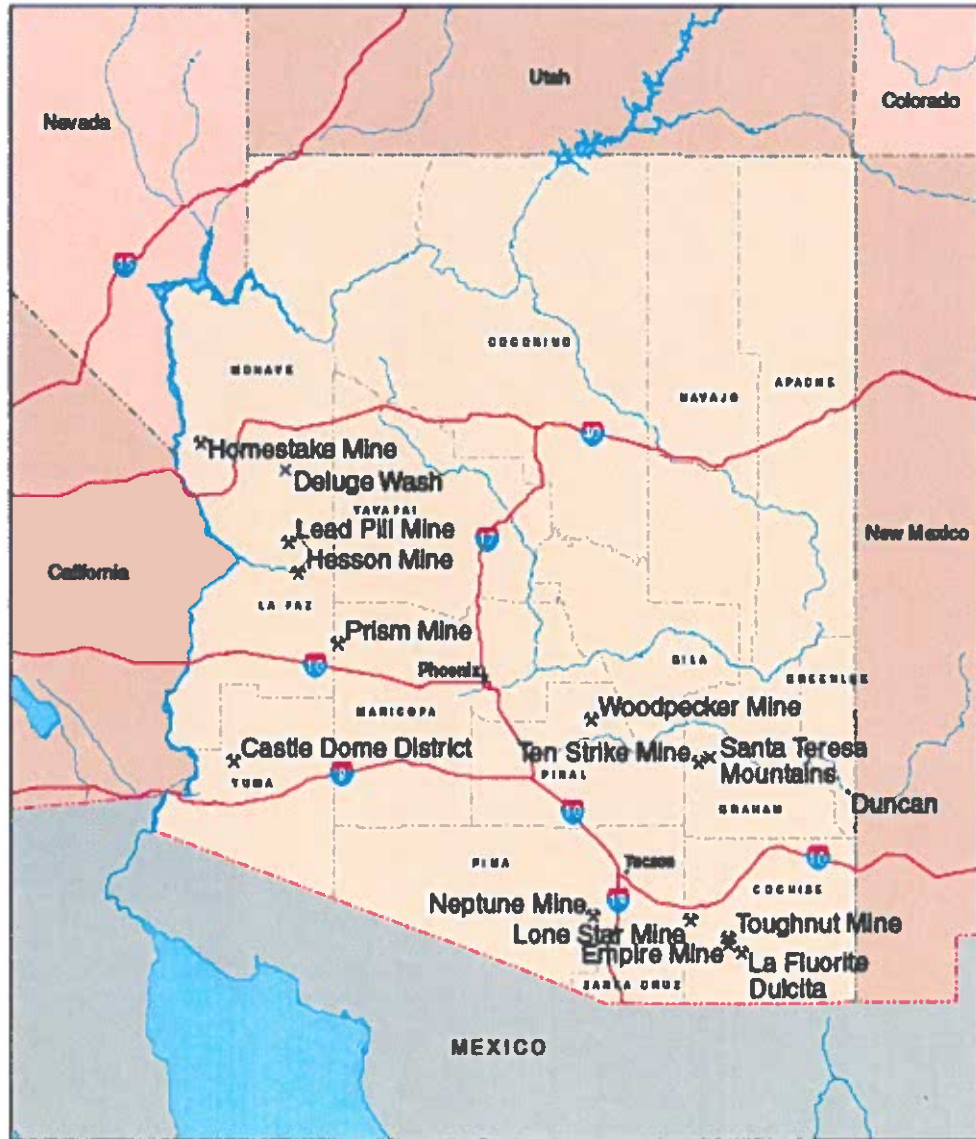 Utah
Colorado
Nevada
15
COCONINO
MOHAVE
APACHE
NAVAJO
40
Homestake Mine
Deluge Wash
YAVAPAI
Lead Pill Mine
17
New Mexico
Hesson Mine
California
LA PAZ
Prism Mine
10
Phoenix
GILA
GREENLEE
MARICOPA
Woodpecker Mine
Castle Dome District
Ten Strike Mine
Santa Teresa
Mountains
YUMA
8
PINAL
Duncan
GRAHAM
10
PIMA
Tucson
10
COCHISE
Neptune Mine
Toughnut Mine
Lone Star Mine
Empire Mine
La Fluorite
Dulcita
SANTA CRUZ
MEXICO